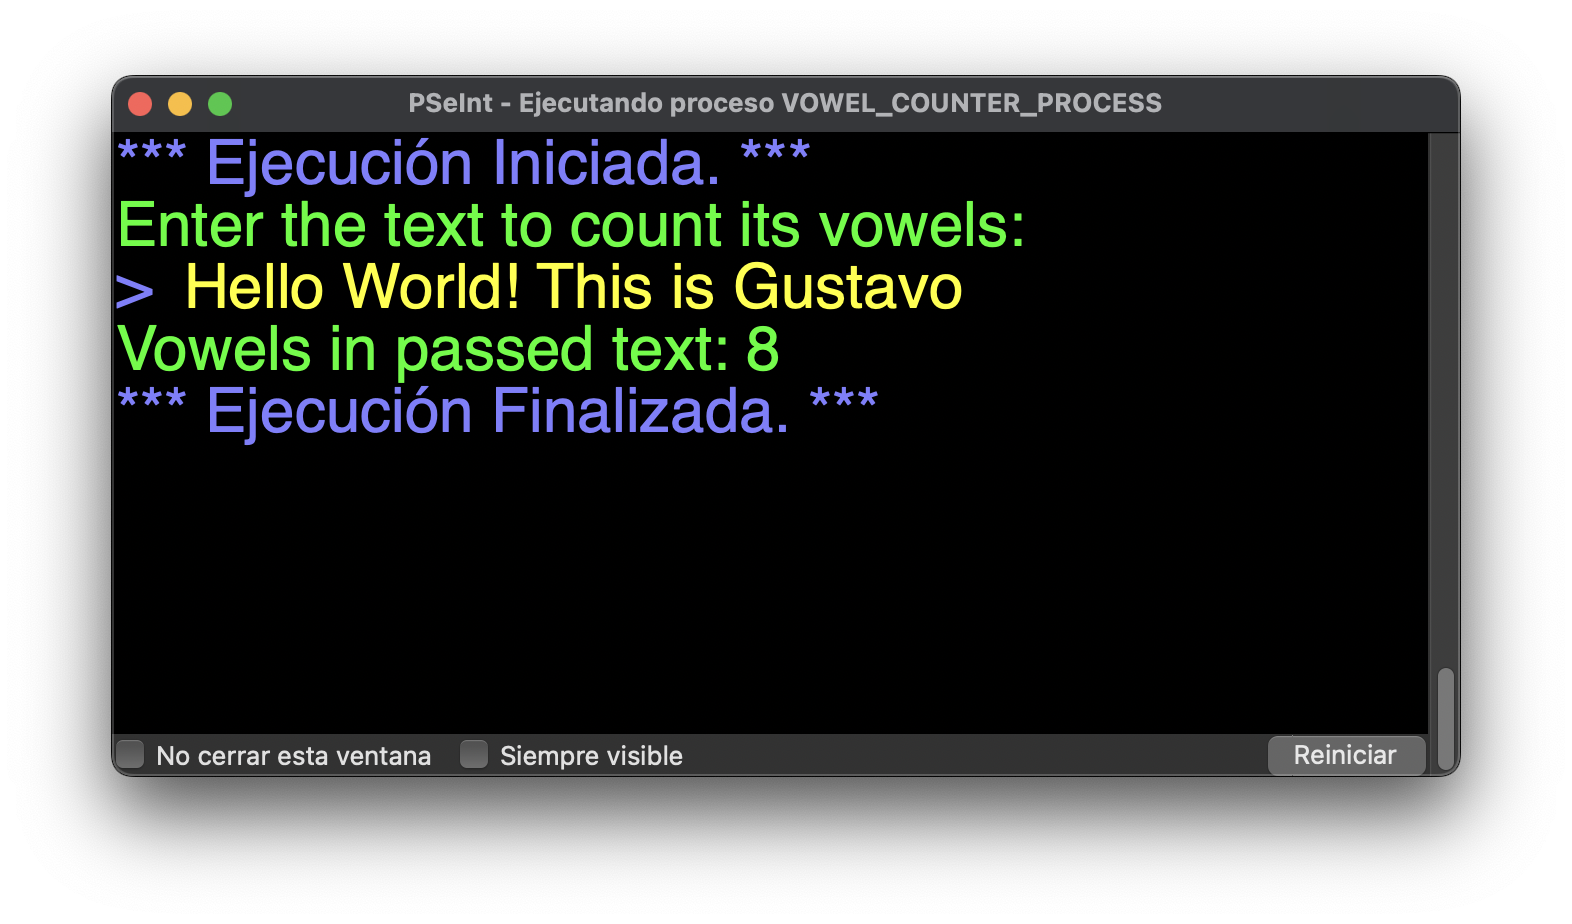 PSeInt - Ejecutando proceso VOWEL_COUNTER_PROCESS
*** Ejecución Iniciada. ***
Enter the text to count its vowels:
> Hello World! This is Gustavo
Vowels in passed text: 8
*** Ejecución Finalizada. ***
No cerrar esta ventana Siempre visible Reiniciar